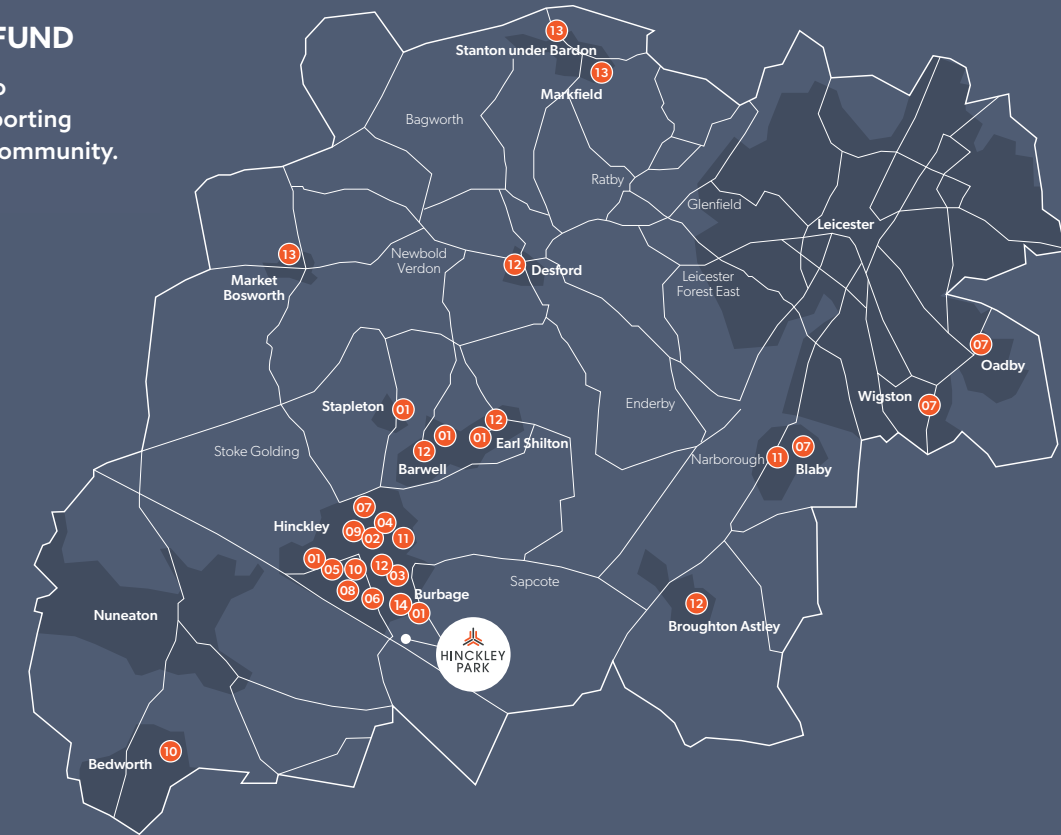 FUND
porting
ommunity.
13
Stanton under Bardon
13
Markfield
Bagworth
Ratby
Glenfield
Leicester
13
Market
Bosworth
Newbold
Verdon
12
Desford
Leicester
Forest East
07
Oadby
Wigston
07
Stapleton
01
Enderby
12
01
01
Earl Shilton
12
Barwell
Stoke Golding
Narborough
11
07
Blaby
07
Hinckley
04
09
02
11
01
05
10
12
03
08
06
14
Burbage
01
Sapcote
12
Broughton Astley
Nuneaton
HINCKLEY
PARK
10
Bedworth